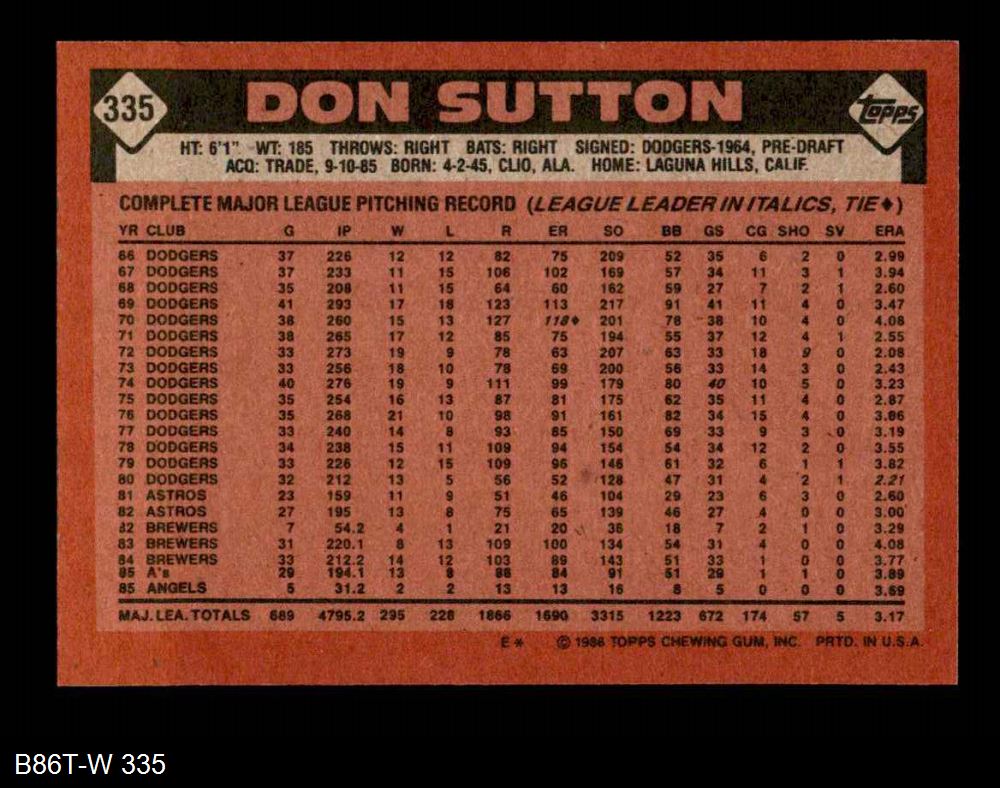 335 DON SUTTON Topps
HT: 6'1" WT: 185 THROWS: RIGHT BATS: RIGHT SIGNED: DODGERS-1964, PRE-DRAFT
ACQ: TRADE, 9-10-85 BORN: 4-2-45, CLIO, ALA. HOME: LAGUNA HILLS, CALIF.
COMPLETE MAJOR LEAGUE PITCHING RECORD (LEAGUE LEADER IN ITALICS, TIE♦)
YR CLUB G IP W L R ER SO BB GS CG SHO SV ERA
66 DODGERS 37 226 12 12 82 75 209 52 35 6 2 0 2.99
67 DODGERS 37 233 11 15 106 102 169 57 34 11 3 1 3.94
68 DODGERS 35 208 11 15 64 60 162 59 27 7 2 1 2.60
69 DODGERS 41 293 17 18 123 113 217 91 41 11 4 0 3.47
70 DODGERS 38 260 15 13 127 118♦ 201 78 38 10 4 0 4.08
71 DODGERS 38 265 17 12 85 75 194 55 37 12 4 1 2.55
72 DODGERS 33 273 19 9 78 63 207 63 33 18 9 0 2.08
73 DODGERS 33 256 18 10 78 69 200 56 33 14 3 0 2.43
74 DODGERS 40 276 19 9 111 99 179 80 40 10 5 0 3.23
75 DODGERS 35 254 16 13 87 81 175 62 35 11 4 0 2.87
76 DODGERS 35 268 21 10 98 91 161 82 34 15 4 0 3.06
77 DODGERS 33 240 14 8 93 85 150 69 33 9 3 0 3.19
78 DODGERS 34 238 15 11 109 94 154 54 34 12 2 0 3.55
79 DODGERS 33 226 12 15 109 96 146 61 32 6 1 1 3.82
80 DODGERS 32 212 13 5 56 52 128 47 31 4 2 1 2.21
81 ASTROS 23 159 11 9 51 46 104 29 23 6 3 0 2.60
82 ASTROS 27 195 13 8 75 65 139 46 27 4 0 0 3.00
82 BREWERS 7 54.2 4 1 21 20 36 18 7 2 1 0 3.29
83 BREWERS 31 220.1 8 13 109 100 134 54 31 4 0 0 4.08
84 BREWERS 33 212.2 14 12 103 89 143 51 33 1 0 0 3.77
85 A's 29 194.1 13 8 88 84 91 51 29 1 1 0 3.89
85 ANGELS 5 31.2 2 2 13 13 16 8 5 0 0 0 3.69
MAJ. LEA. TOTALS 689 4795.2 295 228 1866 1690 3315 1223 672 174 57 5 3.17
E* © 1986 TOPPS CHEWING GUM, INC. PRTD. IN U.S.A.
B86T-W 335